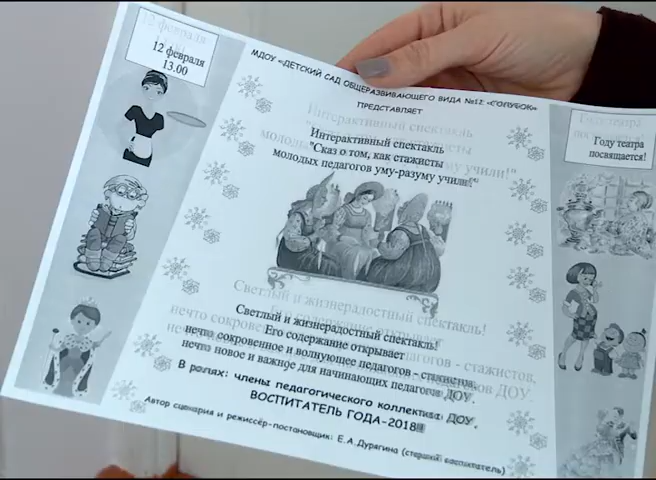 12 февраля
13.00
МДОУ «ДЕТСКИЙ САД ОБЩЕРАЗВИВАЮЩЕГО ВИДА №12 «ГОЛУБОК»
ПРЕДСТАВЛЯЕТ
Интерактивный спектакль
"Сказ о том, как стажисты
молодых педагогов уму-разуму учили!"
Году театра
посвящается!
Светлый и жизнерадостный спектакль!
Его содержание открывает
нечто сокровенное и волнующее педагогов - стажистов,
нечто новое и важное для начинающих педагогов ДОУ.
В ролях: члены педагогического коллектива ДОУ.
ВОСПИТАТЕЛЬ ГОДА-2018
Автор сценария и режиссёр-постановщик: Е.А.Дурягина (старший воспитатель)